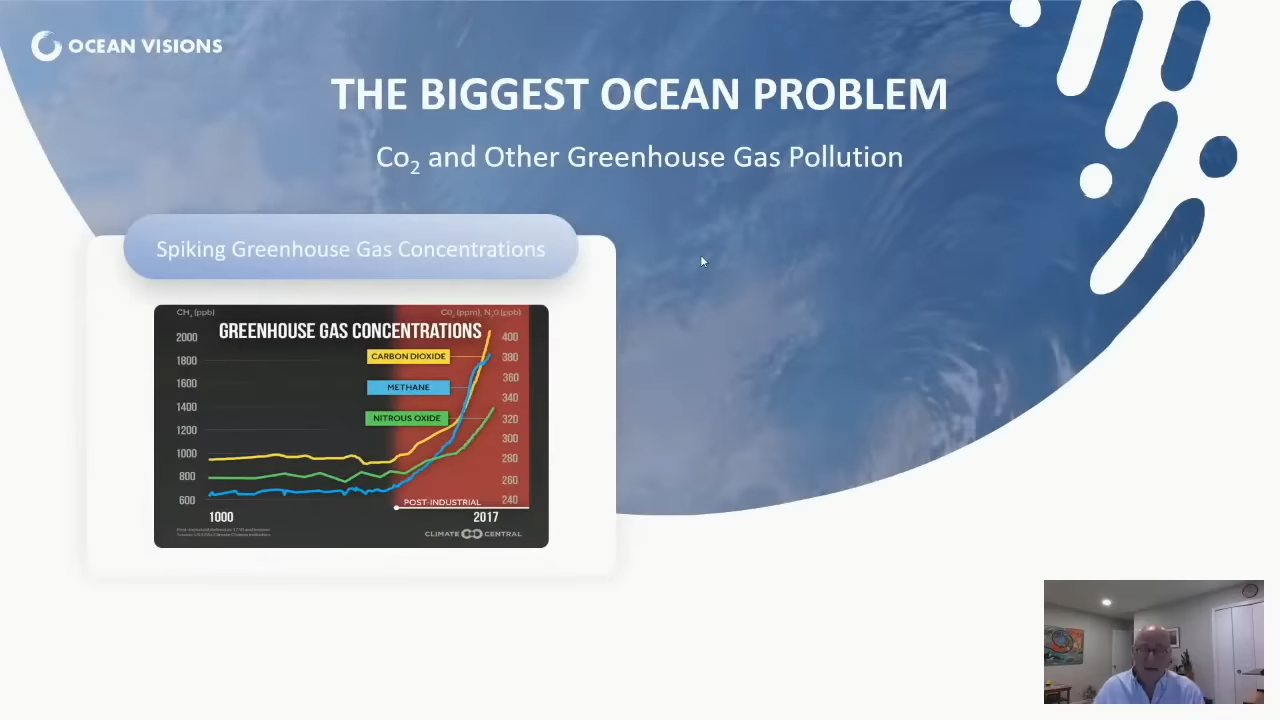 OCEAN VISIONS
THE BIGGEST OCEAN PROBLEM
Co₂ and Other Greenhouse Gas Pollution
Spiking Greenhouse Gas Concentrations
CH₄ (ppb)
CO₂ (ppm), N₂O (ppb)
GREENHOUSE GAS CONCENTRATIONS
2000
1800
1600
1400
1200
1000
800
600
CARBON DIOXIDE
METHANE
NITROUS OXIDE
400
380
360
340
320
300
280
260
240
POST-INDUSTRIAL
1000
2017
CLIMATE CENTRAL